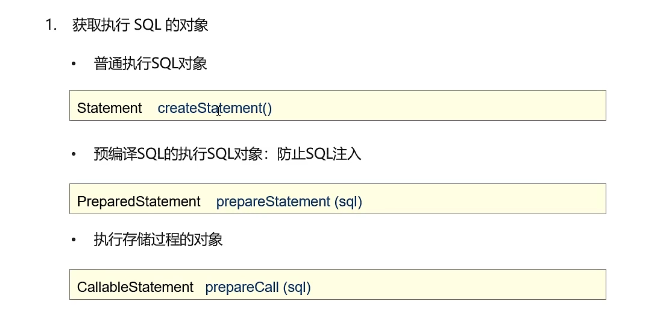 1. 获取执行 SQL 的对象
• 普通执行SQL对象
Statement createStatement()
• 预编译SQL的执行SQL对象：防止SQL注入
PreparedStatement prepareStatement (sql)
• 执行存储过程的对象
CallableStatement prepareCall (sql)